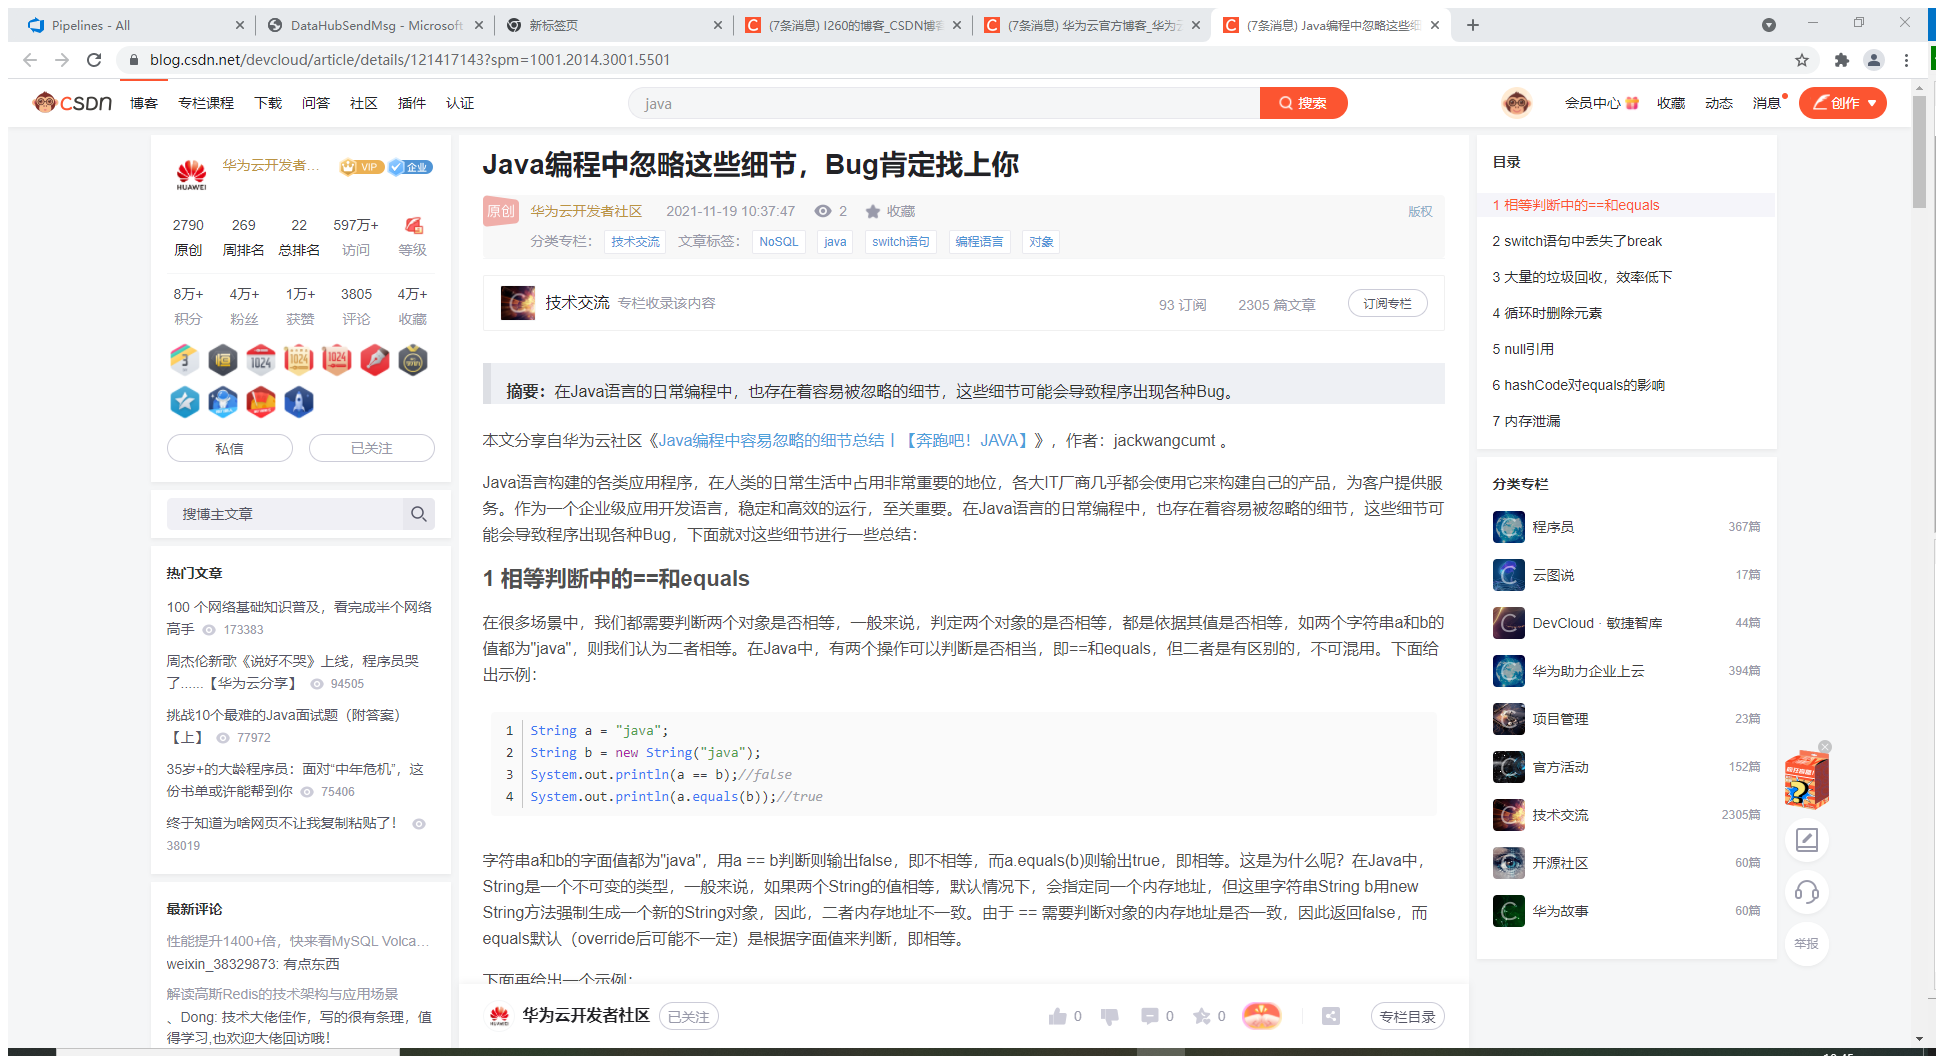 Pipelines - All
DataHubSendMsg - Microsoft
新标签页
(7条消息) I260的博客_CSDN博客
(7条消息) 华为云官方博客_华为云
(7条消息) Java编程中忽略这些细
blog.csdn.net/devcloud/article/details/121417143?spm=1001.2014.3001.5501
CSDN 博客 专栏课程 下载 问答 社区 插件 认证
java
搜索
会员中心 收藏 动态 消息 创作
华为云开发者... VIP 企业
HUAWEI
2790 269 22 597万+
原创 周排名 总排名 访问 等级
8万+ 4万+ 1万+ 3805 4万+
积分 粉丝 获赞 评论 收藏
3 恒 1024 1024 1024
私信 已关注
搜博主文章
热门文章
100 个网络基础知识普及，看完成半个网络
高手 173383
周杰伦新歌《说好不哭》上线，程序员哭
了......【华为云分享】 94505
挑战10个最难的Java面试题（附答案）
【上】 77972
35岁+的大龄程序员：面对“中年危机”，这
份书单或许能帮到你 75406
终于知道为啥网页不让我复制粘贴了！
38019
最新评论
性能提升1400+倍，快来看MySQL Volca...
weixin_38329873: 有点东西
解读高斯Redis的技术架构与应用场景
、Dong: 技术大佬佳作，写的很有条理，值
得学习,也欢迎大佬回访哦！
Java编程中忽略这些细节，Bug肯定找上你
原创 华为云开发者社区 2021-11-19 10:37:47 2 收藏 版权
分类专栏： 技术交流 文章标签： NoSQL java switch语句 编程语言 对象
技术交流 专栏收录该内容 93 订阅 2305 篇文章 订阅专栏
摘要：在Java语言的日常编程中，也存在着容易被忽略的细节，这些细节可能会导致程序出现各种Bug。
本文分享自华为云社区《Java编程中容易忽略的细节总结丨【奔跑吧！JAVA】》，作者：jackwangcumt 。
Java语言构建的各类应用程序，在人类的日常生活中占用非常重要的地位，各大IT厂商几乎都会使用它来构建自己的产品，为客户提供服
务。作为一个企业级应用开发语言，稳定和高效的运行，至关重要。在Java语言的日常编程中，也存在着容易被忽略的细节，这些细节可
能会导致程序出现各种Bug，下面就对这些细节进行一些总结：
1 相等判断中的==和equals
在很多场景中，我们都需要判断两个对象是否相等，一般来说，判定两个对象的是否相等，都是依据其值是否相等，如两个字符串a和b的
值都为"java"，则我们认为二者相等。在Java中，有两个操作可以判断是否相当，即==和equals，但二者是有区别的，不可混用。下面给
出示例：
1 String a = "java";
2 String b = new String("java");
3 System.out.println(a == b);//false
4 System.out.println(a.equals(b));//true
字符串a和b的字面值都为"java"，用a == b判断则输出false，即不相等，而a.equals(b)则输出true，即相等。这是为什么呢？在Java中，
String是一个不可变的类型，一般来说，如果两个String的值相等，默认情况下，会指定同一个内存地址，但这里字符串String b用new
String方法强制生成一个新的String对象，因此，二者内存地址不一致。由于 == 需要判断对象的内存地址是否一致，因此返回false，而
equals默认（override后可能不一定）是根据字面值来判断，即相等。
下面再给出一个示例：
HUAWEI 华为云开发者社区 已关注 0 0 0 专栏目录
目录
1 相等判断中的==和equals
2 switch语句中丢失了break
3 大量的垃圾回收，效率低下
4 循环时删除元素
5 null引用
6 hashCode对equals的影响
7 内存泄漏
分类专栏
程序员 367篇
云图说 17篇
DevCloud · 敏捷智库 44篇
华为助力企业上云 394篇
项目管理 23篇
官方活动 152篇
技术交流 2305篇
开源社区 60篇
华为故事 60篇
举报